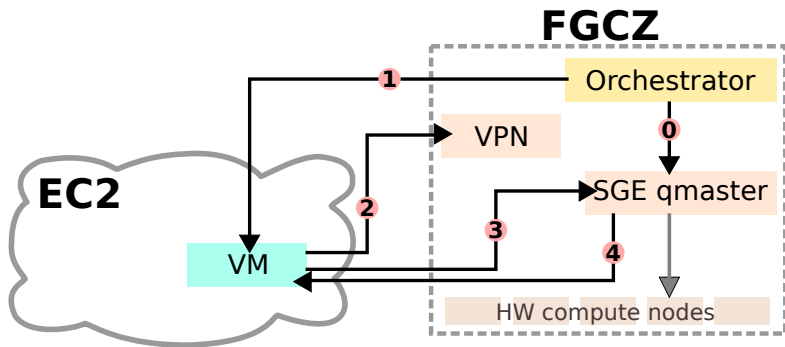 FGCZ
1
Orchestrator
0
VPN
EC2
2
SGE qmaster
3
4
VM
HW compute nodes